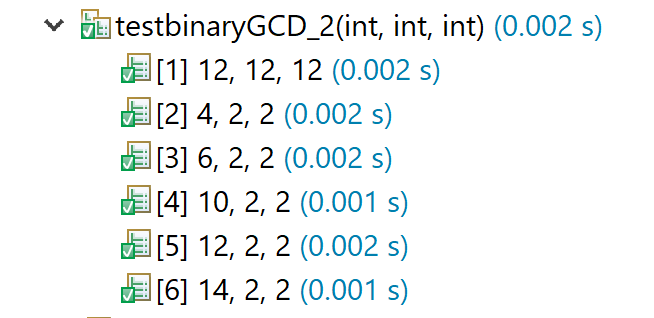 testbinaryGCD_2(int, int, int) (0.002 s)
[1] 12, 12, 12 (0.002 s)
[2] 4, 2, 2 (0.002 s)
[3] 6, 2, 2 (0.002 s)
[4] 10, 2, 2 (0.001 s)
[5] 12, 2, 2 (0.002 s)
[6] 14, 2, 2 (0.001 s)